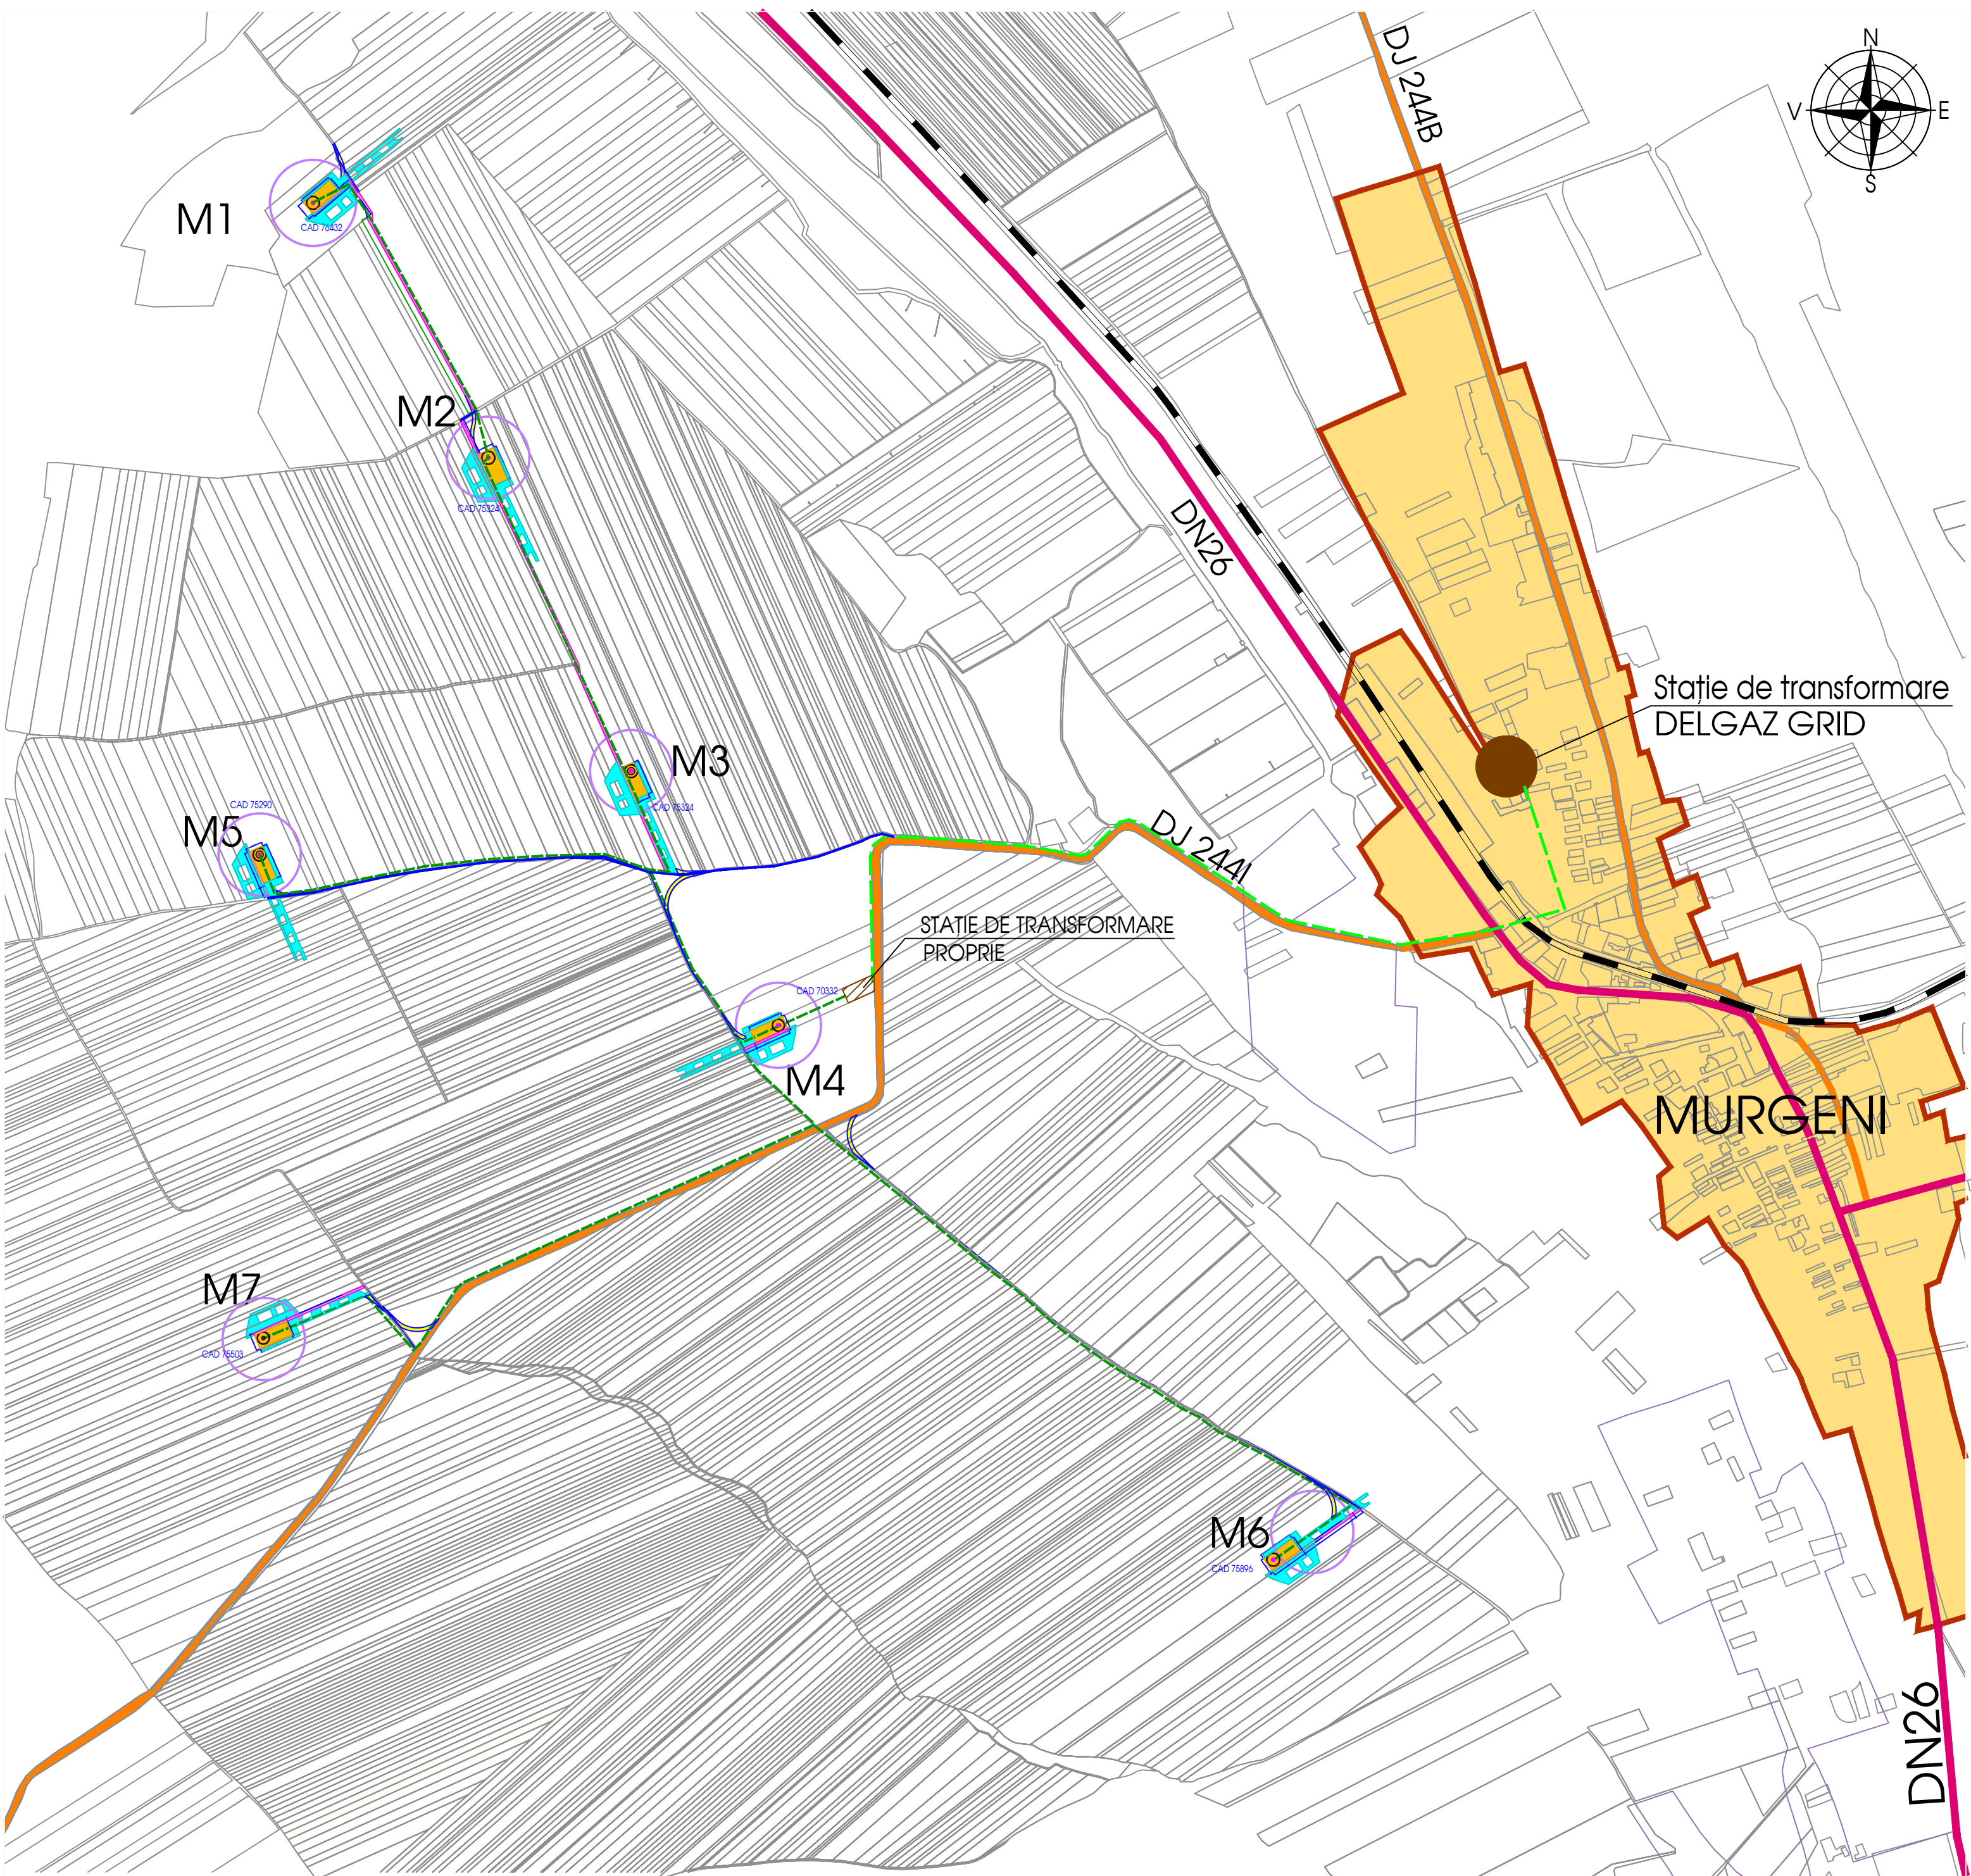 DJ 244B
N
V
E
S
M1
CAD 76432
M2
CAD 75324
DN26
Stație de transformare
DELGAZ GRID
M3
CAD 75324
CAD 75290
M5
DJ 244I
STAȚIE DE TRANSFORMARE
PROPRIE
CAD 70332
M4
MURGENI
M7
CAD 75503
M6
CAD 75896
DN26